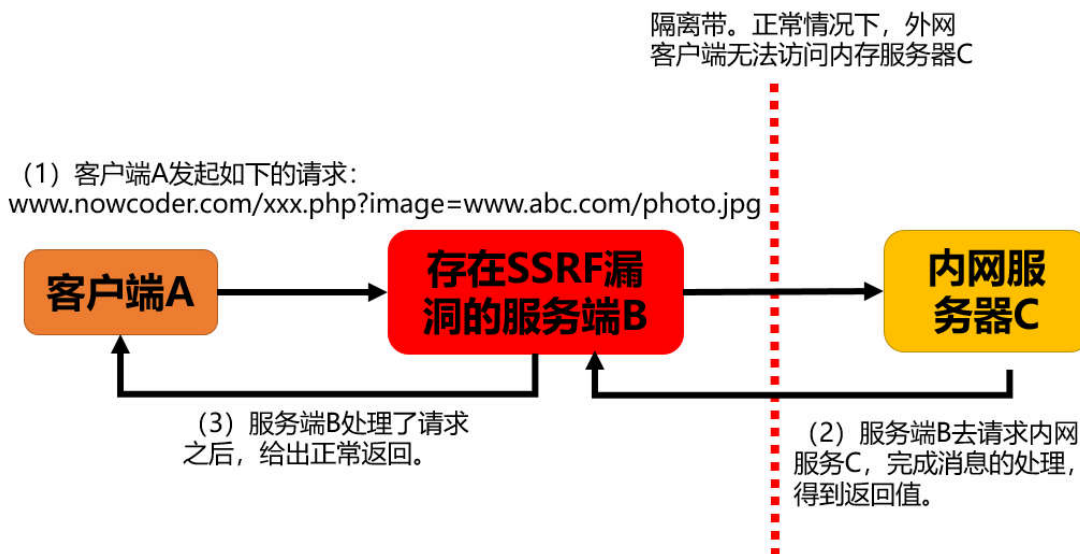 隔离带。正常情况下，外网
客户端无法访问内存服务器C
（1）客户端A发起如下的请求：
www.nowcoder.com/xxx.php?image=www.abc.com/photo.jpg
客户端A
存在SSRF漏
洞的服务端B
内网服
务器C
（3）服务端B处理了请求
之后，给出正常返回。
（2）服务端B去请求内网
服务C，完成消息的处理，
得到返回值。